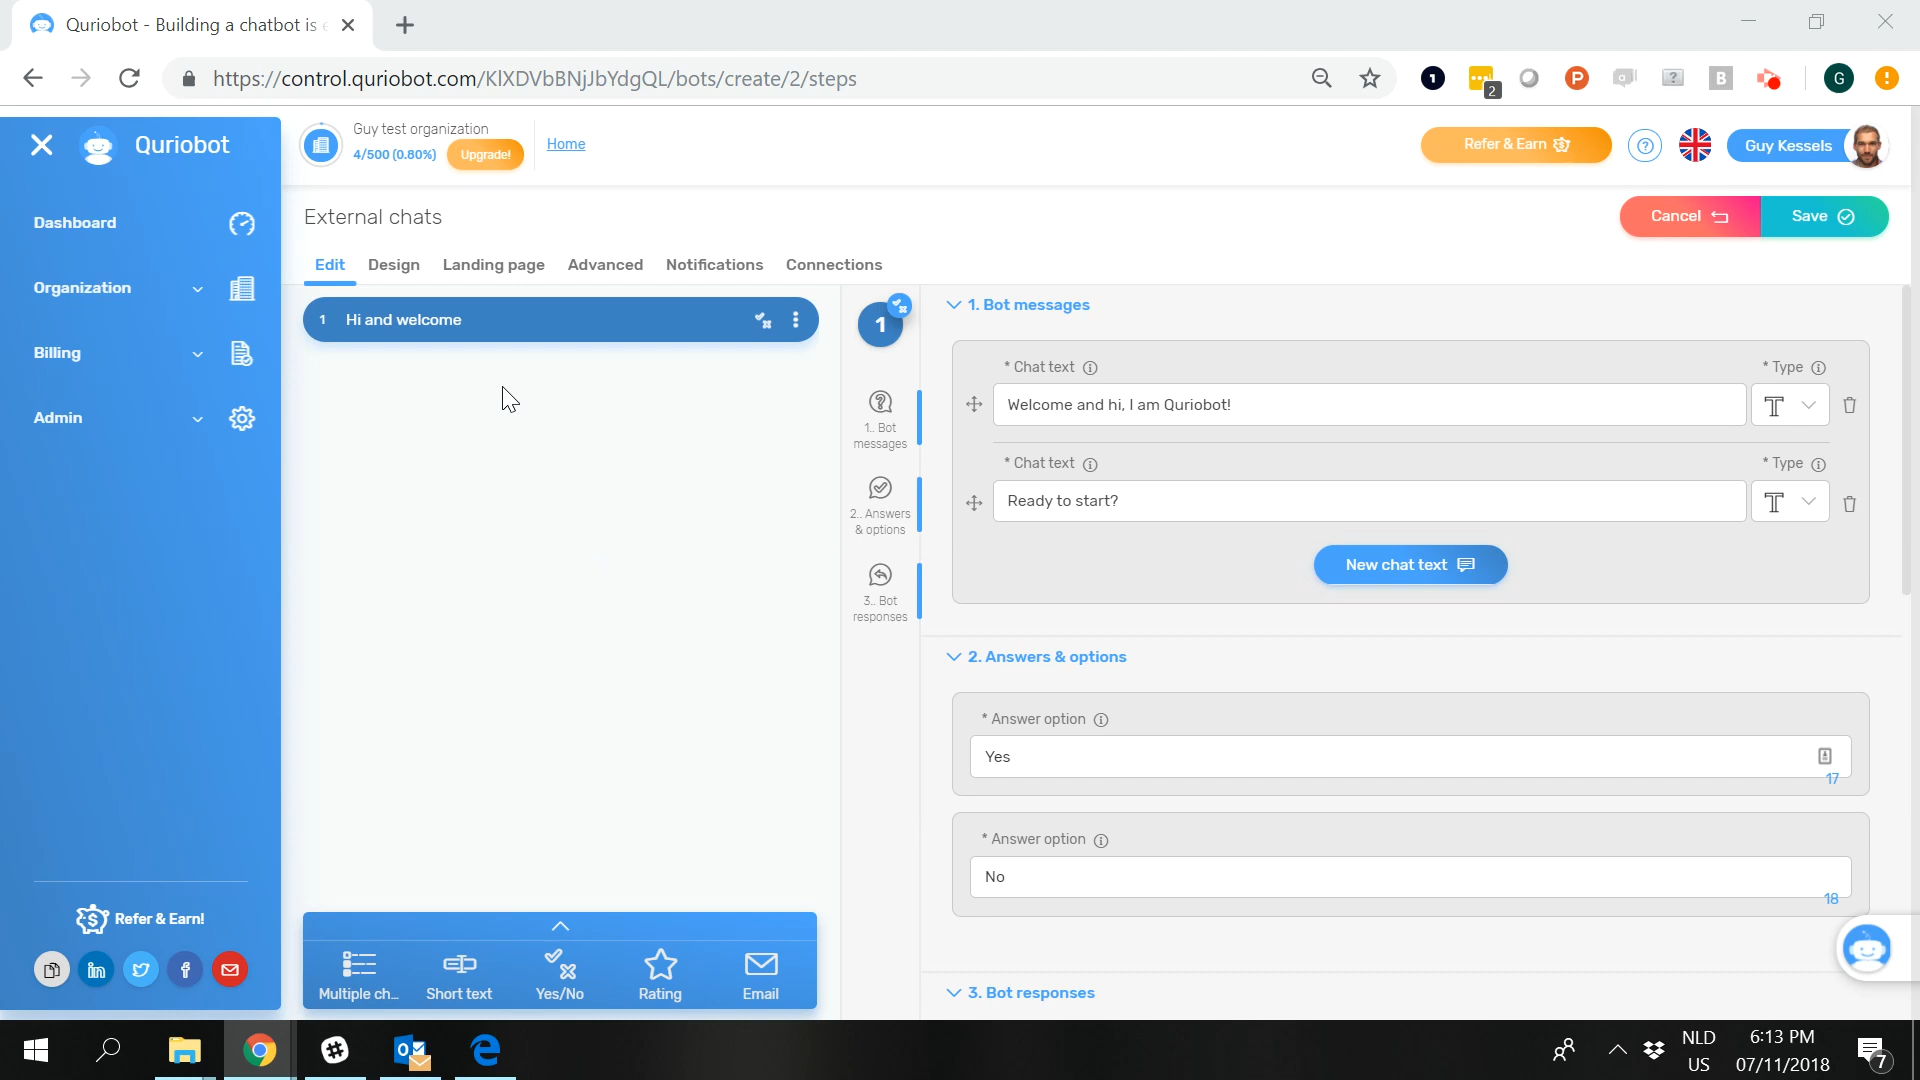 Quriobot - Building a chatbot is
https://control.quriobot.com/KlXDVbBNjJbYdgQL/bots/create/2/steps
1
2
P
?
B
G
!
Quriobot
Guy test organization
4/500 (0.80%)
Upgrade!
Home
Refer & Earn
?
Guy Kessels
Dashboard
Organization
Billing
Admin
External chats
Cancel
Save
Edit
Design
Landing page
Advanced
Notifications
Connections
1 Hi and welcome
1
1.. Bot
messages
2.. Answers
& options
3.. Bot
responses
1. Bot messages
* Chat text
* Type
Welcome and hi, I am Quriobot!
* Chat text
* Type
Ready to start?
New chat text
2. Answers & options
* Answer option
Yes
17
* Answer option
No
18
3. Bot responses
Refer & Earn!
in
f
Multiple ch...
Short text
Yes/No
Rating
Email
NLD
US
6:13 PM
07/11/2018
7